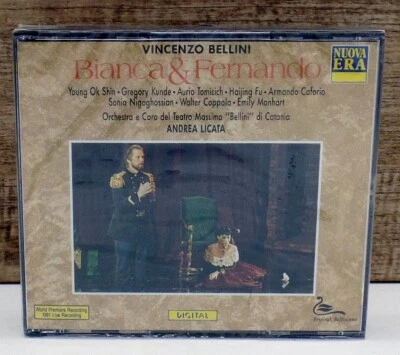 VINCENZO BELLINI
Bianca & Fernando
NUOVA ERA
Young Ok Shin • Gregory Kunde • Aurio Tomicich • Haijing Fu • Armando Caforio
Sonia Nigoghossian • Walter Coppola • Emily Manhart
Orchestra e Coro del Teatro Massimo "Bellini" di Catania
ANDREA LICATA
World Premiere Recording
1991 Live Recording
DIGITAL